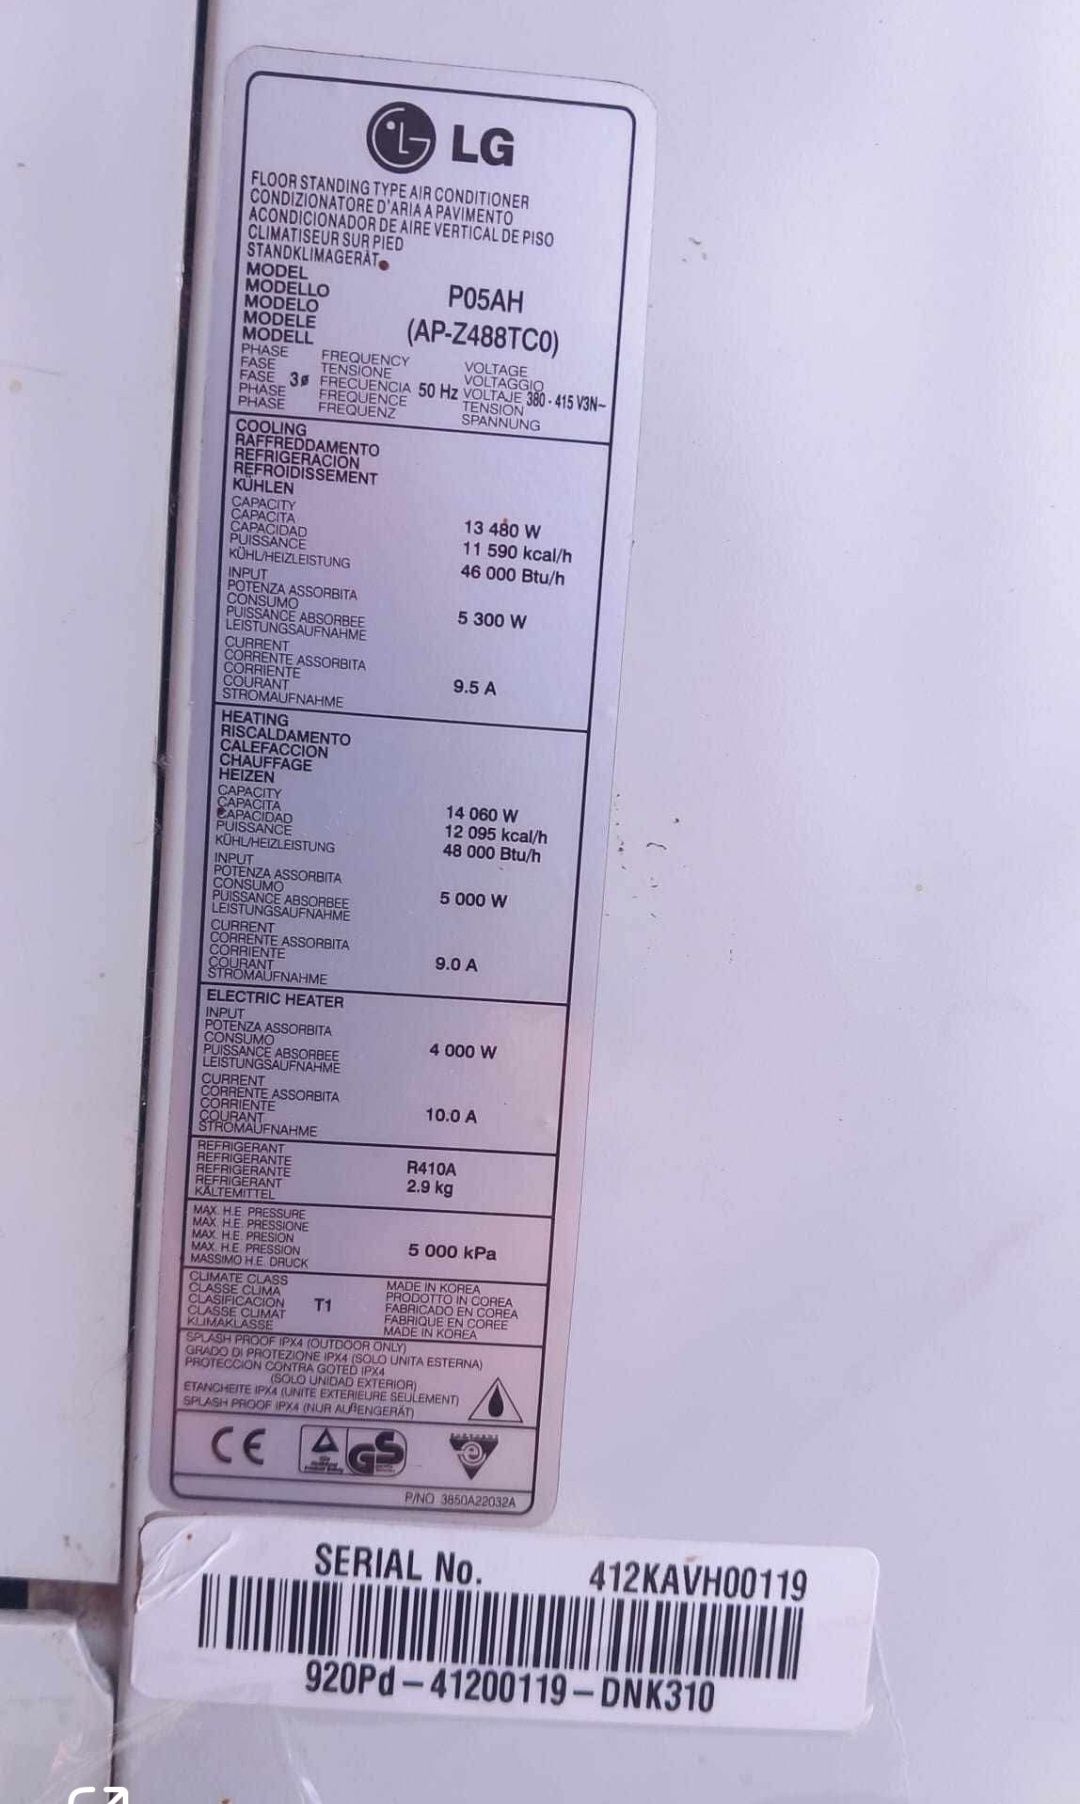 LG
FLOOR STANDING TYPE AIR CONDITIONER
CONDIZIONATORE D'ARIA A PAVIMENTO
ACONDICIONADOR DE AIRE VERTICAL DE PISO
CLIMATISEUR SUR PIED
STANDKLIMAGERÄT
MODEL
MODELLO
MODELO
MODELE
MODELL
P05AH
(AP-Z488TC0)
PHASE
FASE
FASE
PHASE
PHASE
3ø
FREQUENCY
TENSIONE
FRECUENCIA
FREQUENCE
FREQUENZ
50 Hz
VOLTAGE
VOLTAGGIO
VOLTAJE
TENSION
SPANNUNG
380 - 415 V3N~
COOLING
RAFFREDDAMENTO
REFRIGERACION
REFROIDISSEMENT
KÜHLEN
CAPACITY
CAPACITA
CAPACIDAD
PUISSANCE
KÜHL/HEIZLEISTUNG
13 480 W
11 590 kcal/h
46 000 Btu/h
INPUT
POTENZA ASSORBITA
CONSUMO
PUISSANCE ABSORBEE
LEISTUNGSAUFNAHME
5 300 W
CURRENT
CORRENTE ASSORBITA
CORRIENTE
COURANT
STROMAUFNAHME
9.5 A
HEATING
RISCALDAMENTO
CALEFACCION
CHAUFFAGE
HEIZEN
CAPACITY
CAPACITA
CAPACIDAD
PUISSANCE
KÜHL/HEIZLEISTUNG
14 060 W
12 095 kcal/h
48 000 Btu/h
INPUT
POTENZA ASSORBITA
CONSUMO
PUISSANCE ABSORBEE
LEISTUNGSAUFNAHME
5 000 W
CURRENT
CORRENTE ASSORBITA
CORRIENTE
COURANT
STROMAUFNAHME
9.0 A
ELECTRIC HEATER
INPUT
POTENZA ASSORBITA
CONSUMO
PUISSANCE ABSORBEE
LEISTUNGSAUFNAHME
4 000 W
CURRENT
CORRENTE ASSORBITA
CORRIENTE
COURANT
STROMAUFNAHME
10.0 A
REFRIGERANT
REFRIGERANTE
REFRIGERANTE
REFRIGERANT
KÄLTEMITTEL
R410A
2.9 kg
MAX. H.E. PRESSURE
MAX. H.E. PRESSIONE
MAX. H.E. PRESION
MAX. H.E. PRESSION
MASSIMO H.E. DRUCK
5 000 kPa
CLIMATE CLASS
CLASSE CLIMA
CLASIFICACION
CLASSE CLIMAT
KLIMAKLASSE
T1
MADE IN KOREA
PRODOTTO IN COREA
FABRICADO EN COREA
FABRIQUE EN COREE
MADE IN KOREA
SPLASH PROOF IPX4 (OUTDOOR ONLY)
GRADO DI PROTEZIONE IPX4 (SOLO UNITA ESTERNA)
PROTECCION CONTRA GOTED IPX4
(SOLO UNIDAD EXTERIOR)
ETANCHEITE IPX4 (UNITE EXTERIEURE SEULEMENT)
SPLASH PROOF IPX4 (NUR AUßENGERÄT)
CE
GS
P/NO 3850A22032A
SERIAL No. 412KAVH00119
920Pd-41200119-DNK310